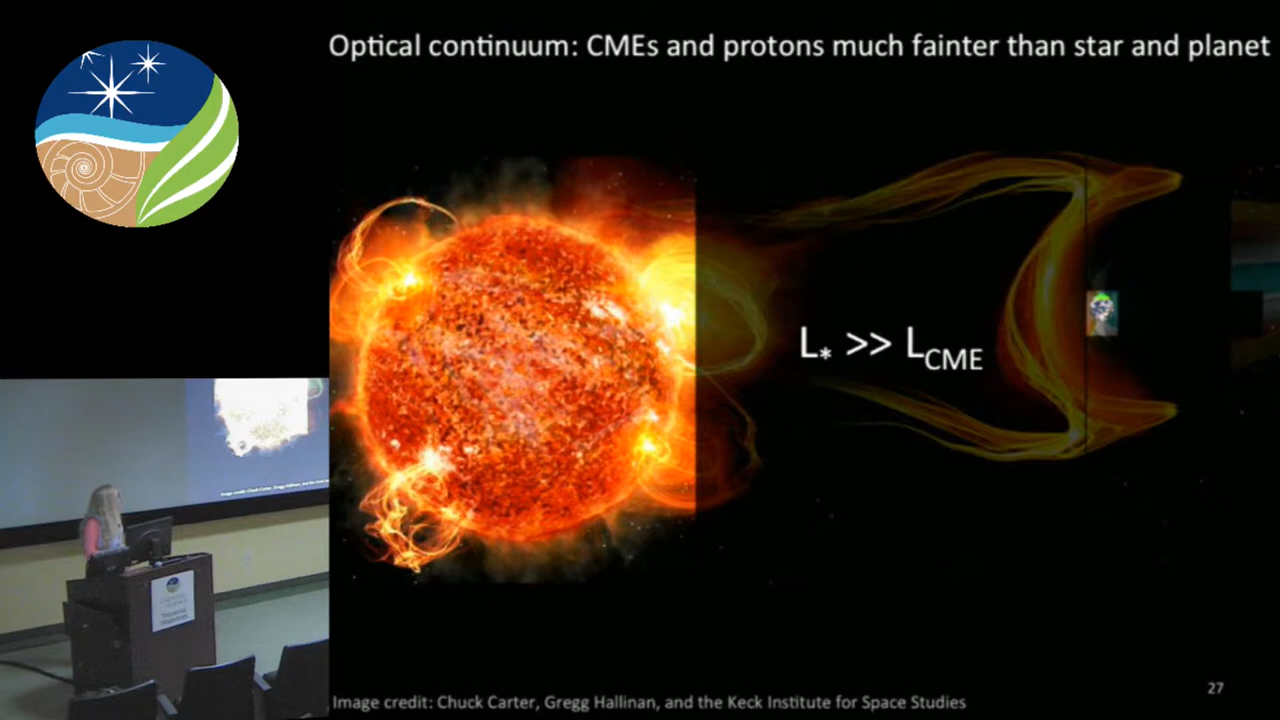 Optical continuum: CMEs and protons much fainter than star and planet
L* >> LCME
Image credit: Chuck Carter, Gregg Hallinan, and the Keck Institute for Space Studies
27